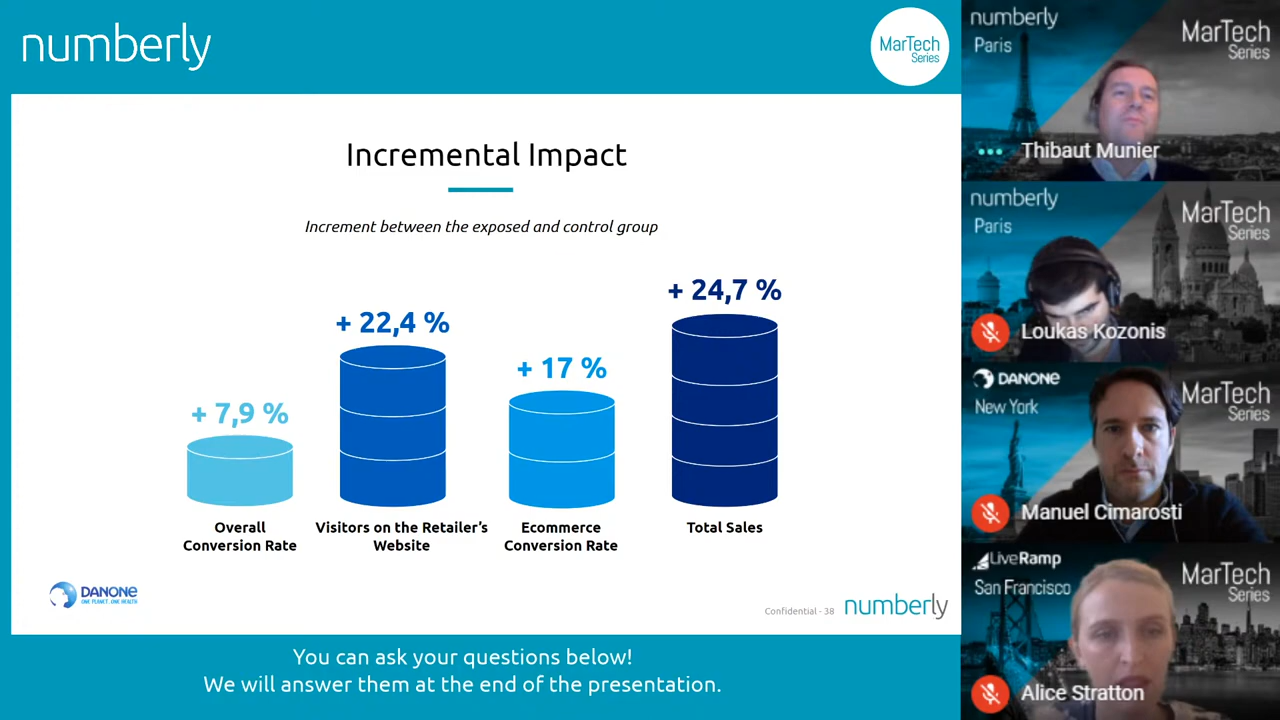 numberly
MarTech
Series
Incremental Impact
Increment between the exposed and control group
+ 7,9 %
+ 22,4 %
+ 17 %
+ 24,7 %
Overall
Conversion Rate
Visitors on the Retailer's
Website
Ecommerce
Conversion Rate
Total Sales
DANONE
ONE PLANET. ONE HEALTH
Confidential - 38
numberly
You can ask your questions below!
We will answer them at the end of the presentation.
numberly
Paris
MarTech
Series
Thibaut Munier
numberly
Paris
MarTech
Series
Loukas Kozonis
DANONE
New York
MarTech
Series
Manuel Cimarosti
LiveRamp
San Francisco
MarTech
Series
Alice Stratton